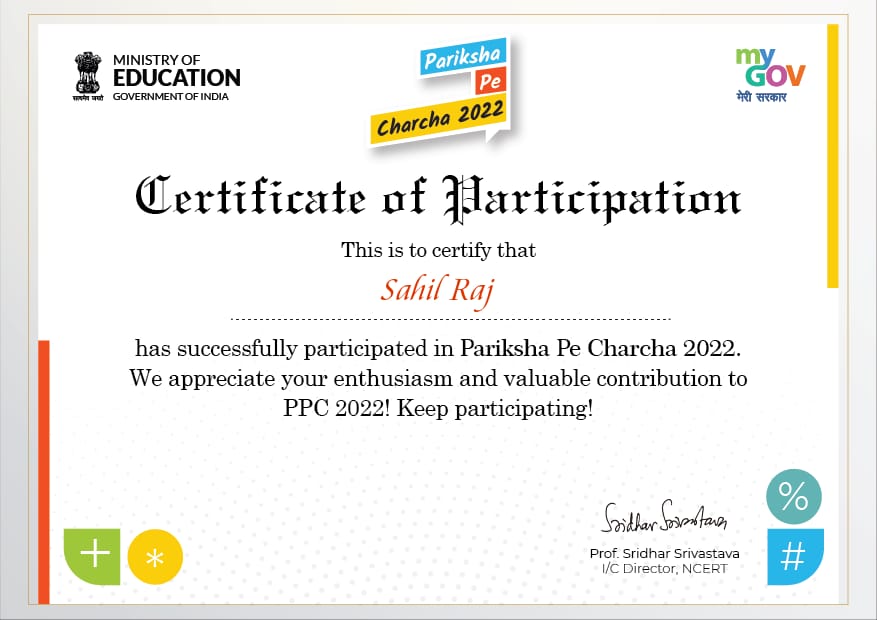 सत्यमेव जयते
MINISTRY OF
EDUCATION
GOVERNMENT OF INDIA
Pariksha
Pe
Charcha 2022
my
GOV
मेरी सरकार
Certificate of Participation
This is to certify that
Sahil Raj
has successfully participated in Pariksha Pe Charcha 2022.
We appreciate your enthusiasm and valuable contribution to
PPC 2022! Keep participating!
Sridhar Srivastava
Prof. Sridhar Srivastava
I/C Director, NCERT
+
*
%
#